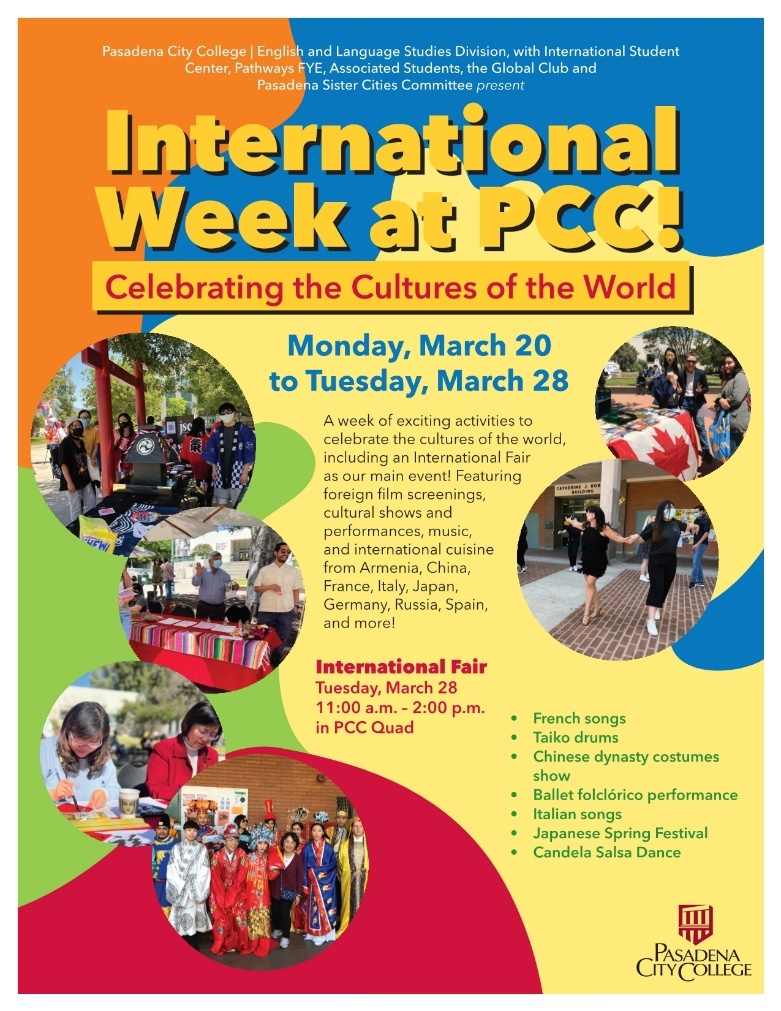 Pasadena City College | English and Language Studies Division, with International Student
Center, Pathways FYE, Associated Students, the Global Club and
Pasadena Sister Cities Committee present
International
Week at PCC!
Celebrating the Cultures of the World
Monday, March 20
to Tuesday, March 28
A week of exciting activities to
celebrate the cultures of the world,
including an International Fair
as our main event! Featuring
foreign film screenings,
cultural shows and
performances, music,
and international cuisine
from Armenia, China,
France, Italy, Japan,
Germany, Russia, Spain,
and more!
CATHERINE J.
BUILDING
International Fair
Tuesday, March 28
11:00 a.m. – 2:00 p.m.
in PCC Quad
• French songs
• Taiko drums
• Chinese dynasty costumes
show
• Ballet folclórico performance
• Italian songs
• Japanese Spring Festival
• Candela Salsa Dance
PASADENA
CITY COLLEGE